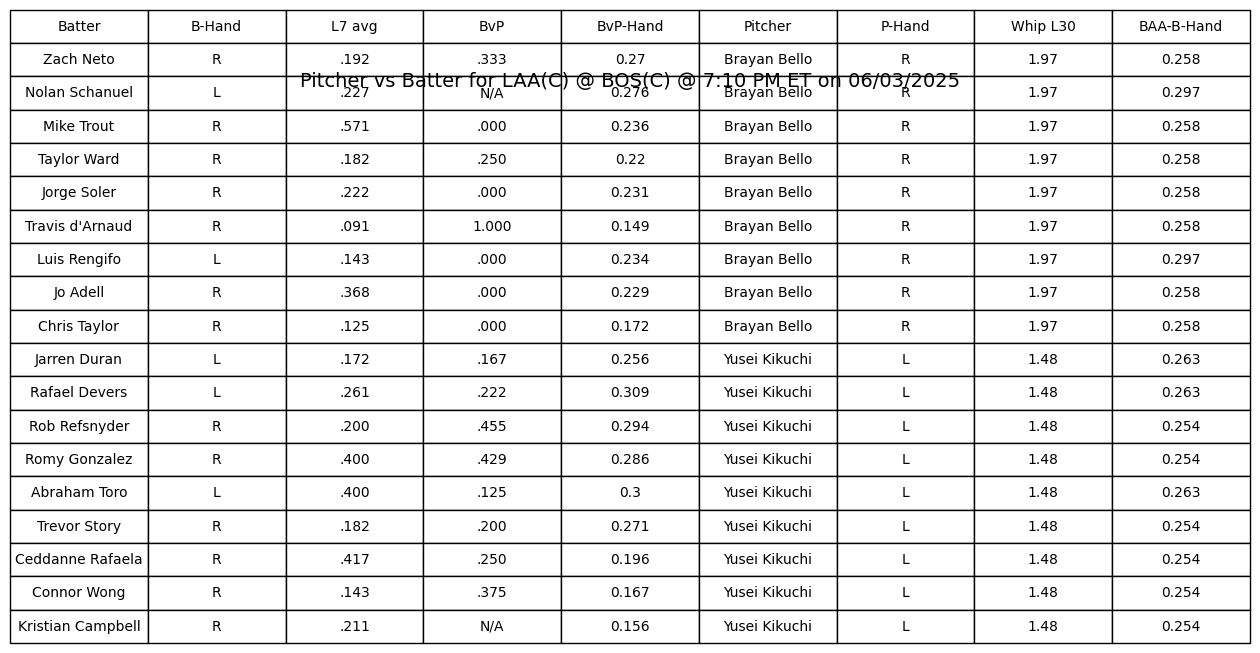 Batter B-Hand L7 avg BvP BvP-Hand Pitcher P-Hand Whip L30 BAA-B-Hand
Zach Neto R .192 .333 0.27 Brayan Bello R 1.97 0.258
Pitcher vs Batter for LAA(C) @ BOS(C) @ 7:10 PM ET on 06/03/2025
Nolan Schanuel L .227 N/A 0.276 Brayan Bello R 1.97 0.297
Mike Trout R .571 .000 0.236 Brayan Bello R 1.97 0.258
Taylor Ward R .182 .250 0.22 Brayan Bello R 1.97 0.258
Jorge Soler R .222 .000 0.231 Brayan Bello R 1.97 0.258
Travis d'Arnaud R .091 1.000 0.149 Brayan Bello R 1.97 0.258
Luis Rengifo L .143 .000 0.234 Brayan Bello R 1.97 0.297
Jo Adell R .368 .000 0.229 Brayan Bello R 1.97 0.258
Chris Taylor R .125 .000 0.172 Brayan Bello R 1.97 0.258
Jarren Duran L .172 .167 0.256 Yusei Kikuchi L 1.48 0.263
Rafael Devers L .261 .222 0.309 Yusei Kikuchi L 1.48 0.263
Rob Refsnyder R .200 .455 0.294 Yusei Kikuchi L 1.48 0.254
Romy Gonzalez R .400 .429 0.286 Yusei Kikuchi L 1.48 0.254
Abraham Toro L .400 .125 0.3 Yusei Kikuchi L 1.48 0.263
Trevor Story R .182 .200 0.271 Yusei Kikuchi L 1.48 0.254
Ceddanne Rafaela R .417 .250 0.196 Yusei Kikuchi L 1.48 0.254
Connor Wong R .143 .375 0.167 Yusei Kikuchi L 1.48 0.254
Kristian Campbell R .211 N/A 0.156 Yusei Kikuchi L 1.48 0.254